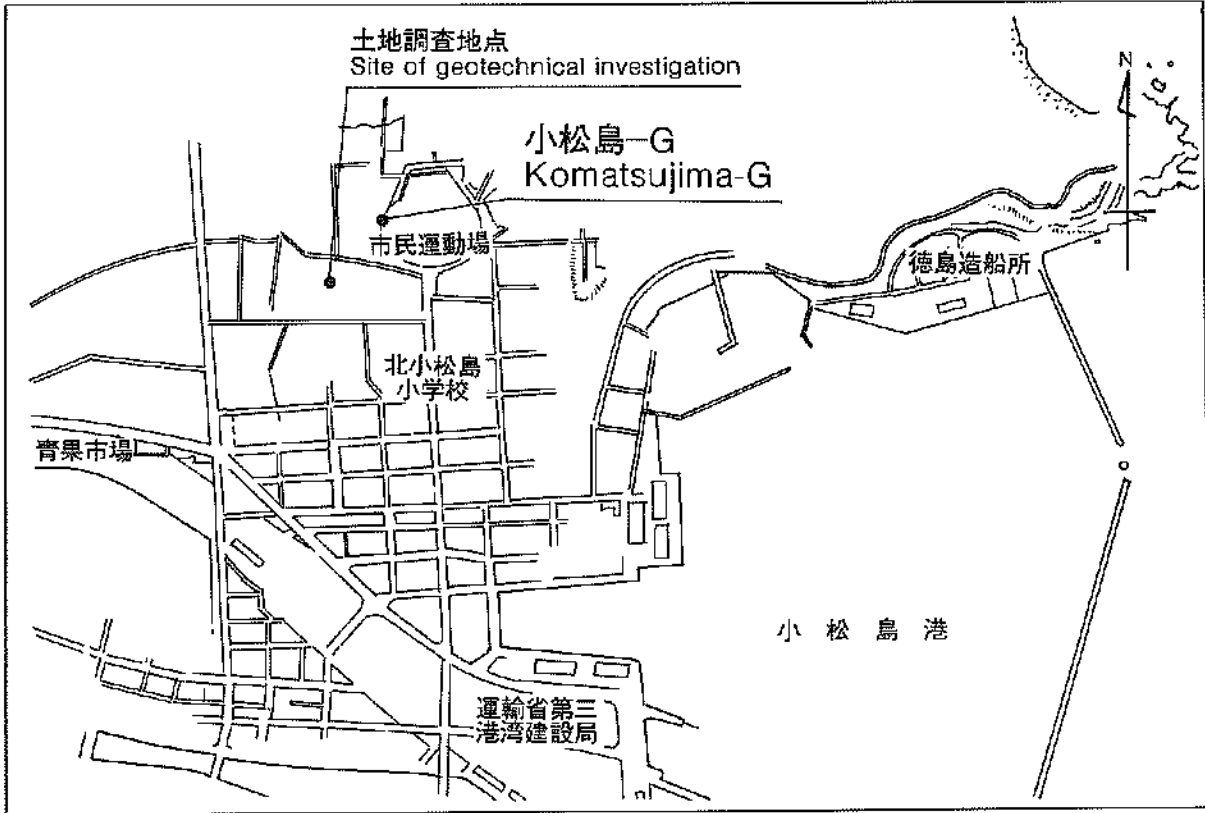 土地調査地点
Site of geotechnical investigation
N
小松島－G
Komatsujima-G
市民運動場
徳島造船所
北小松島
小学校
青果市場
小松島港
運輸省第三
港湾建設局